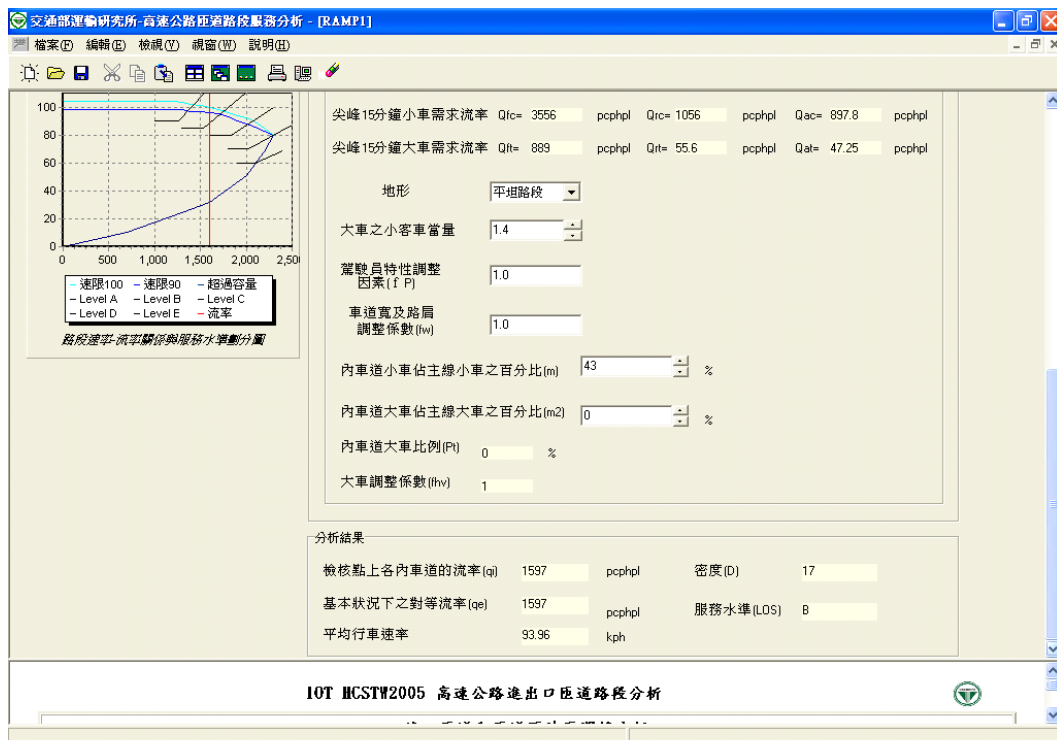 交通部運輸研究所-高速公路匝道路段服務分析 - [RAMP1]
檔案(F) 編輯(E) 檢視(V) 視窗(W) 說明(H)
100
80
60
40
20
0
0 500 1,000 1,500 2,000 2,500
速限100 速限90 超過容量
Level A Level B Level C
Level D Level E 流率
路段速率-流率關係與服務水準劃分圖
尖峰15分鐘小車需求流率 Qfc= 3556 pcphpl Qrc= 1056 pcphpl Qac= 897.8 pcphpl
尖峰15分鐘大車需求流率 Qft= 889 pcphpl Qrt= 55.6 pcphpl Qat= 47.25 pcphpl
地形 平坦路段
大車之小客車當量 1.4
駕駛員特性調整
因素(f P) 1.0
車道寬及路肩
調整係數(fw) 1.0
內車道小車佔主線小車之百分比(m) 43 %
內車道大車佔主線大車之百分比(m2) 0 %
內車道大車比例(Pt) 0 %
大車調整係數(fhv) 1
分析結果
檢核點上各內車道的流率(qi) 1597 pcphpl 密度(D) 17
基本狀況下之對等流率(qe) 1597 pcphpl 服務水準(LOS) B
平均行車速率 93.96 kph
IOT HCSTW2005 高速公路進出口匝道路段分析